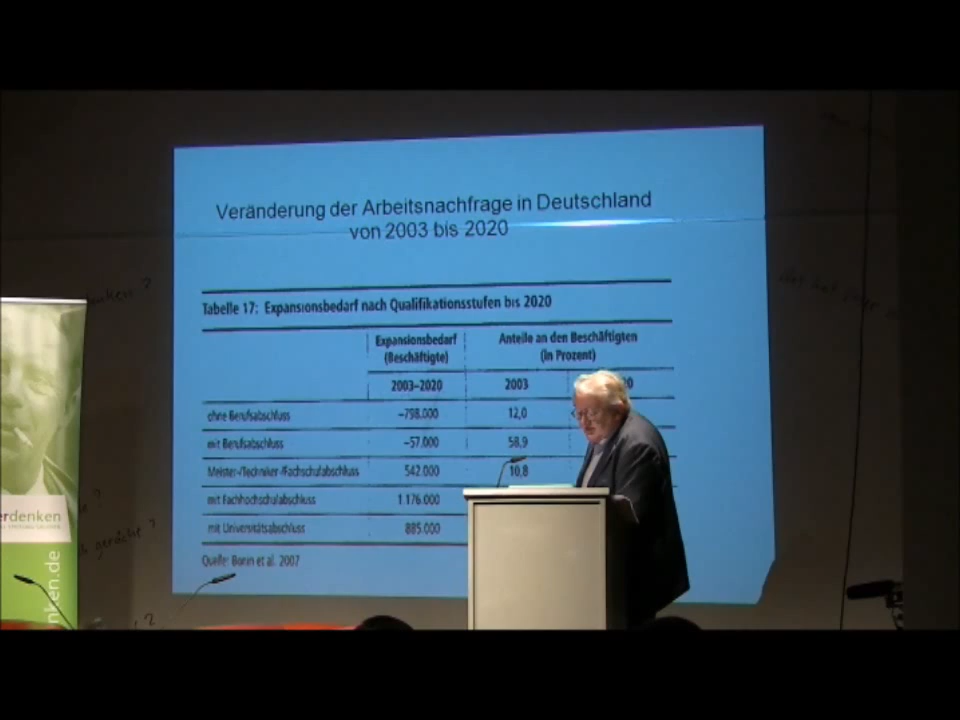 Veränderung der Arbeitsnachfrage in Deutschland
von 2003 bis 2020
Tabelle 17: Expansionsbedarf nach Qualifikationsstufen bis 2020
Expansionsbedarf Anteile an den Beschäftigten
(Beschäftigte) (in Prozent)
2003–2020 2003
ohne Berufsabschluss –798.000 12,0
mit Berufsabschluss –57.000 58,9
Meister-/Techniker-/Fachschulabschluss 542.000 10,8
mit Fachhochschulabschluss 1 176.000
mit Universitätsabschluss 885.000
Quelle: Bonin et al. 2007
erdenken
nken.de